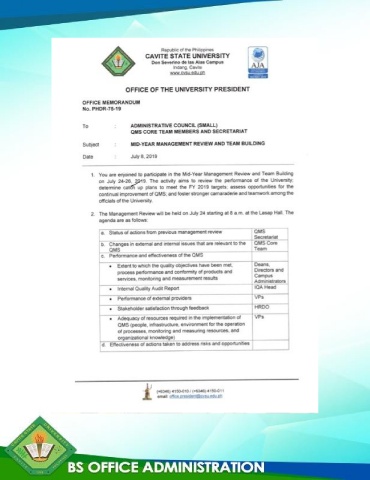 Republic of the Philippines
CAVITE STATE UNIVERSITY
Don Severino de las Alas Campus
Indang, Cavite
www.cvsu.edu.ph
AJA
OFFICE OF THE UNIVERSITY PRESIDENT
OFFICE MEMORANDUM
No. PHDR-75-19
To : ADMINISTRATIVE COUNCIL (SMALL)
QMS CORE TEAM MEMBERS AND SECRETARIAT
Subject : MID-YEAR MANAGEMENT REVIEW AND TEAM BUILDING
Date : July 8, 2019
1. You are enjoined to participate in the Mid-Year Management Review and Team Building
on July 24-26, 2019. The activity aims to review the performance of the University;
determine catch up plans to meet the FY 2019 targets; assess opportunities for the
continual improvement of QMS; and foster stronger camaraderie and teamwork among the
officials of the University.
2. The Management Review will be held on July 24 starting at 8 a.m. at the Lasap Hall. The
agenda are as follows:
a. Status of actions from previous management review QMS
Secretariat
b. Changes in external and internal issues that are relevant to the QMS Core
QMS Team
c. Performance and effectiveness of the QMS
• Extent to which the quality objectives have been met, Deans,
process performance and conformity of products and Directors and
services, monitoring and measurement results Campus
Administrators
• Internal Quality Audit Report IQA Head
• Performance of external providers VPs
• Stakeholder satisfaction through feedback HRDO
• Adequacy of resources required in the implementation of VPs
QMS (people, infrastructure, environment for the operation
of processes, monitoring and measuring resources, and
organizational knowledge)
d. Effectiveness of actions taken to address risks and opportunities
(+6346) 4150-010 / (+6346) 4150-011
email: office.president@cvsu.edu.ph
BS OFFICE ADMINISTRATION